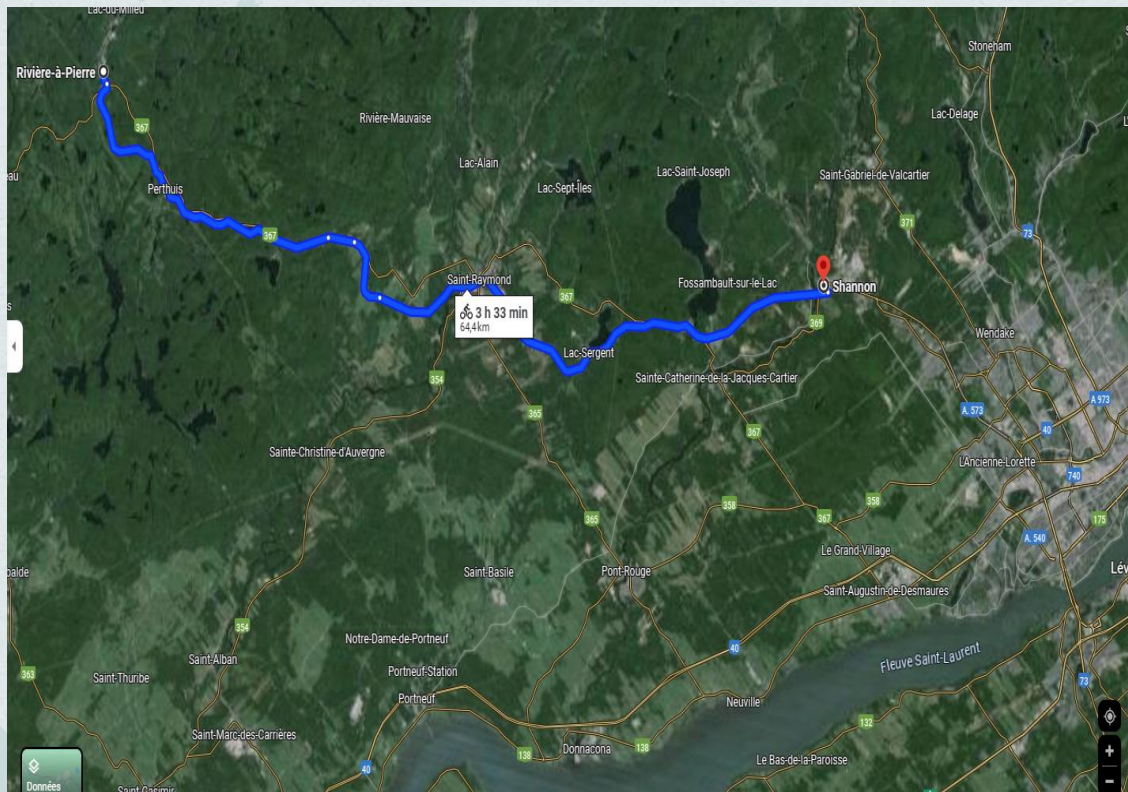 Lac-du-Milieu
Stoneham
Rivière-à-Pierre
Rivière-Mauvaise
Lac-Delage
367
Lac-Alain
Lac-Saint-Joseph
Saint-Gabriel-de-Valcartier
Perthuis
Lac-Sept-Îles
371
73
367
Saint-Raymond
Fossambault-sur-le-Lac
Shannon
367
3 h 33 min
64,4 km
369
Wendake
Lac-Sergent
354
Sainte-Catherine-de-la-Jacques-Cartier
A 973
365
A. 573
367
40
Sainte-Christine-d'Auvergne
L'Ancienne-Lorette
740
358
358
365
367
175
A. 540
Le Grand-Village
Saint-Basile
Pont-Rouge
Saint-Augustin-de-Desmaures
354
Notre-Dame-de-Portneuf
40
Fleuve Saint-Laurent
Saint-Alban
363
Saint-Thuribe
Portneuf-Station
73
Portneuf
Neuville
132
Saint-Marc-des-Carrières
138
Donnacona
138
40
Le Bas-de-la-Paroisse
Données
Saint-Casimir